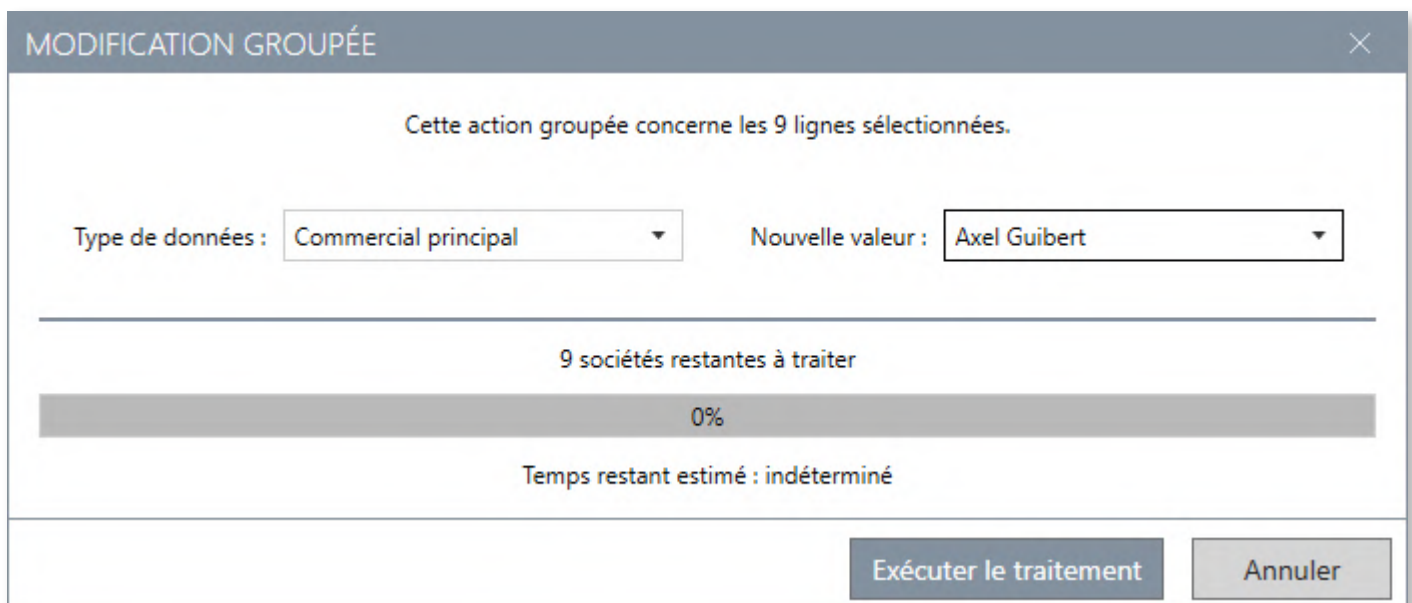 MODIFICATION GROUPÉE
Cette action groupée concerne les 9 lignes sélectionnées.
Type de données : Commercial principal Nouvelle valeur : Axel Guibert
9 sociétés restantes à traiter
0%
Temps restant estimé : indéterminé
Exécuter le traitement Annuler